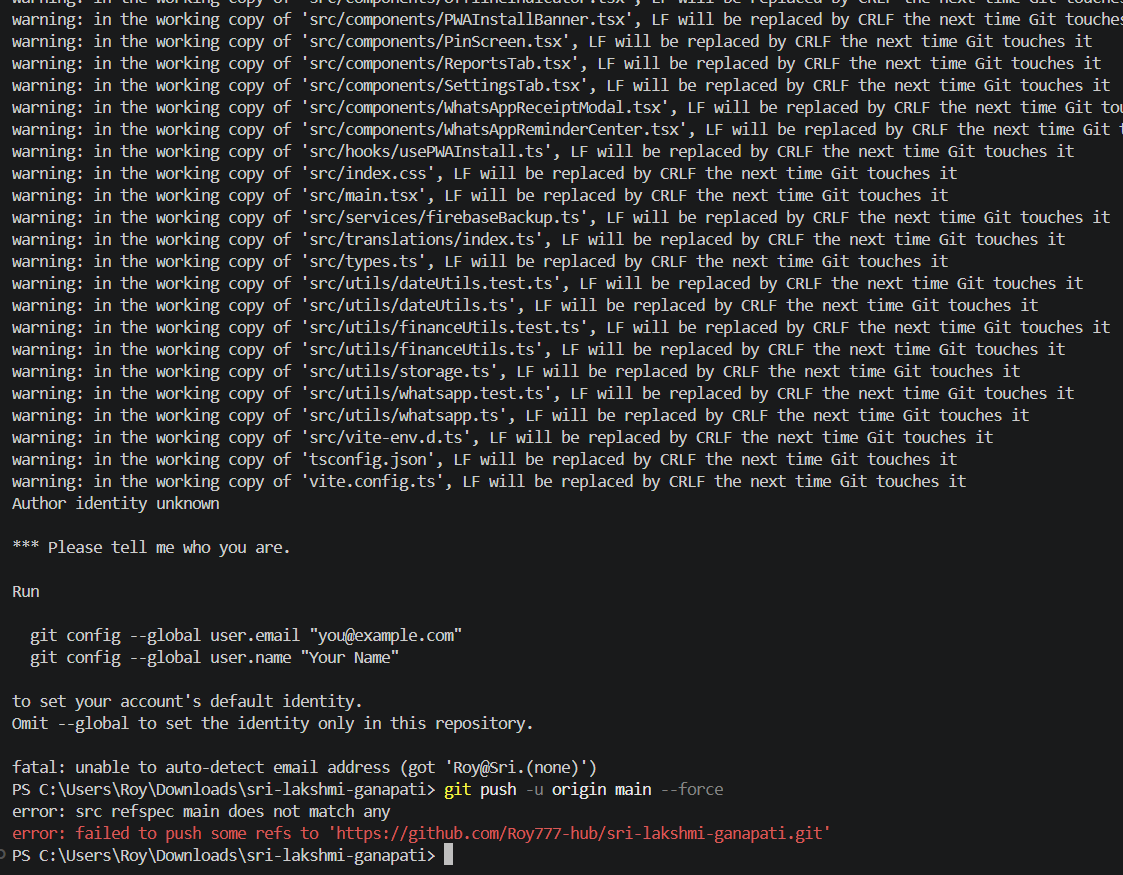 warning: in the working copy of 'src/components/OfflineIndicator.tsx', LF will be replaced by CRLF the next time Git touches
warning: in the working copy of 'src/components/PWAInstallBanner.tsx', LF will be replaced by CRLF the next time Git touches
warning: in the working copy of 'src/components/PinScreen.tsx', LF will be replaced by CRLF the next time Git touches it
warning: in the working copy of 'src/components/ReportsTab.tsx', LF will be replaced by CRLF the next time Git touches it
warning: in the working copy of 'src/components/SettingsTab.tsx', LF will be replaced by CRLF the next time Git touches it
warning: in the working copy of 'src/components/WhatsAppReceiptModal.tsx', LF will be replaced by CRLF the next time Git tou
warning: in the working copy of 'src/components/WhatsAppReminderCenter.tsx', LF will be replaced by CRLF the next time Git t
warning: in the working copy of 'src/hooks/usePWAInstall.ts', LF will be replaced by CRLF the next time Git touches it
warning: in the working copy of 'src/index.css', LF will be replaced by CRLF the next time Git touches it
warning: in the working copy of 'src/main.tsx', LF will be replaced by CRLF the next time Git touches it
warning: in the working copy of 'src/services/firebaseBackup.ts', LF will be replaced by CRLF the next time Git touches it
warning: in the working copy of 'src/translations/index.ts', LF will be replaced by CRLF the next time Git touches it
warning: in the working copy of 'src/types.ts', LF will be replaced by CRLF the next time Git touches it
warning: in the working copy of 'src/utils/dateUtils.test.ts', LF will be replaced by CRLF the next time Git touches it
warning: in the working copy of 'src/utils/dateUtils.ts', LF will be replaced by CRLF the next time Git touches it
warning: in the working copy of 'src/utils/financeUtils.test.ts', LF will be replaced by CRLF the next time Git touches it
warning: in the working copy of 'src/utils/financeUtils.ts', LF will be replaced by CRLF the next time Git touches it
warning: in the working copy of 'src/utils/storage.ts', LF will be replaced by CRLF the next time Git touches it
warning: in the working copy of 'src/utils/whatsapp.test.ts', LF will be replaced by CRLF the next time Git touches it
warning: in the working copy of 'src/utils/whatsapp.ts', LF will be replaced by CRLF the next time Git touches it
warning: in the working copy of 'src/vite-env.d.ts', LF will be replaced by CRLF the next time Git touches it
warning: in the working copy of 'tsconfig.json', LF will be replaced by CRLF the next time Git touches it
warning: in the working copy of 'vite.config.ts', LF will be replaced by CRLF the next time Git touches it
Author identity unknown
*** Please tell me who you are.
Run
git config --global user.email "you@example.com"
git config --global user.name "Your Name"
to set your account's default identity.
Omit --global to set the identity only in this repository.
fatal: unable to auto-detect email address (got 'Roy@Sri.(none)')
PS C:\Users\Roy\Downloads\sri-lakshmi-ganapati> git push -u origin main --force
error: src refspec main does not match any
error: failed to push some refs to 'https://github.com/Roy777-hub/sri-lakshmi-ganapati.git'
PS C:\Users\Roy\Downloads\sri-lakshmi-ganapati>